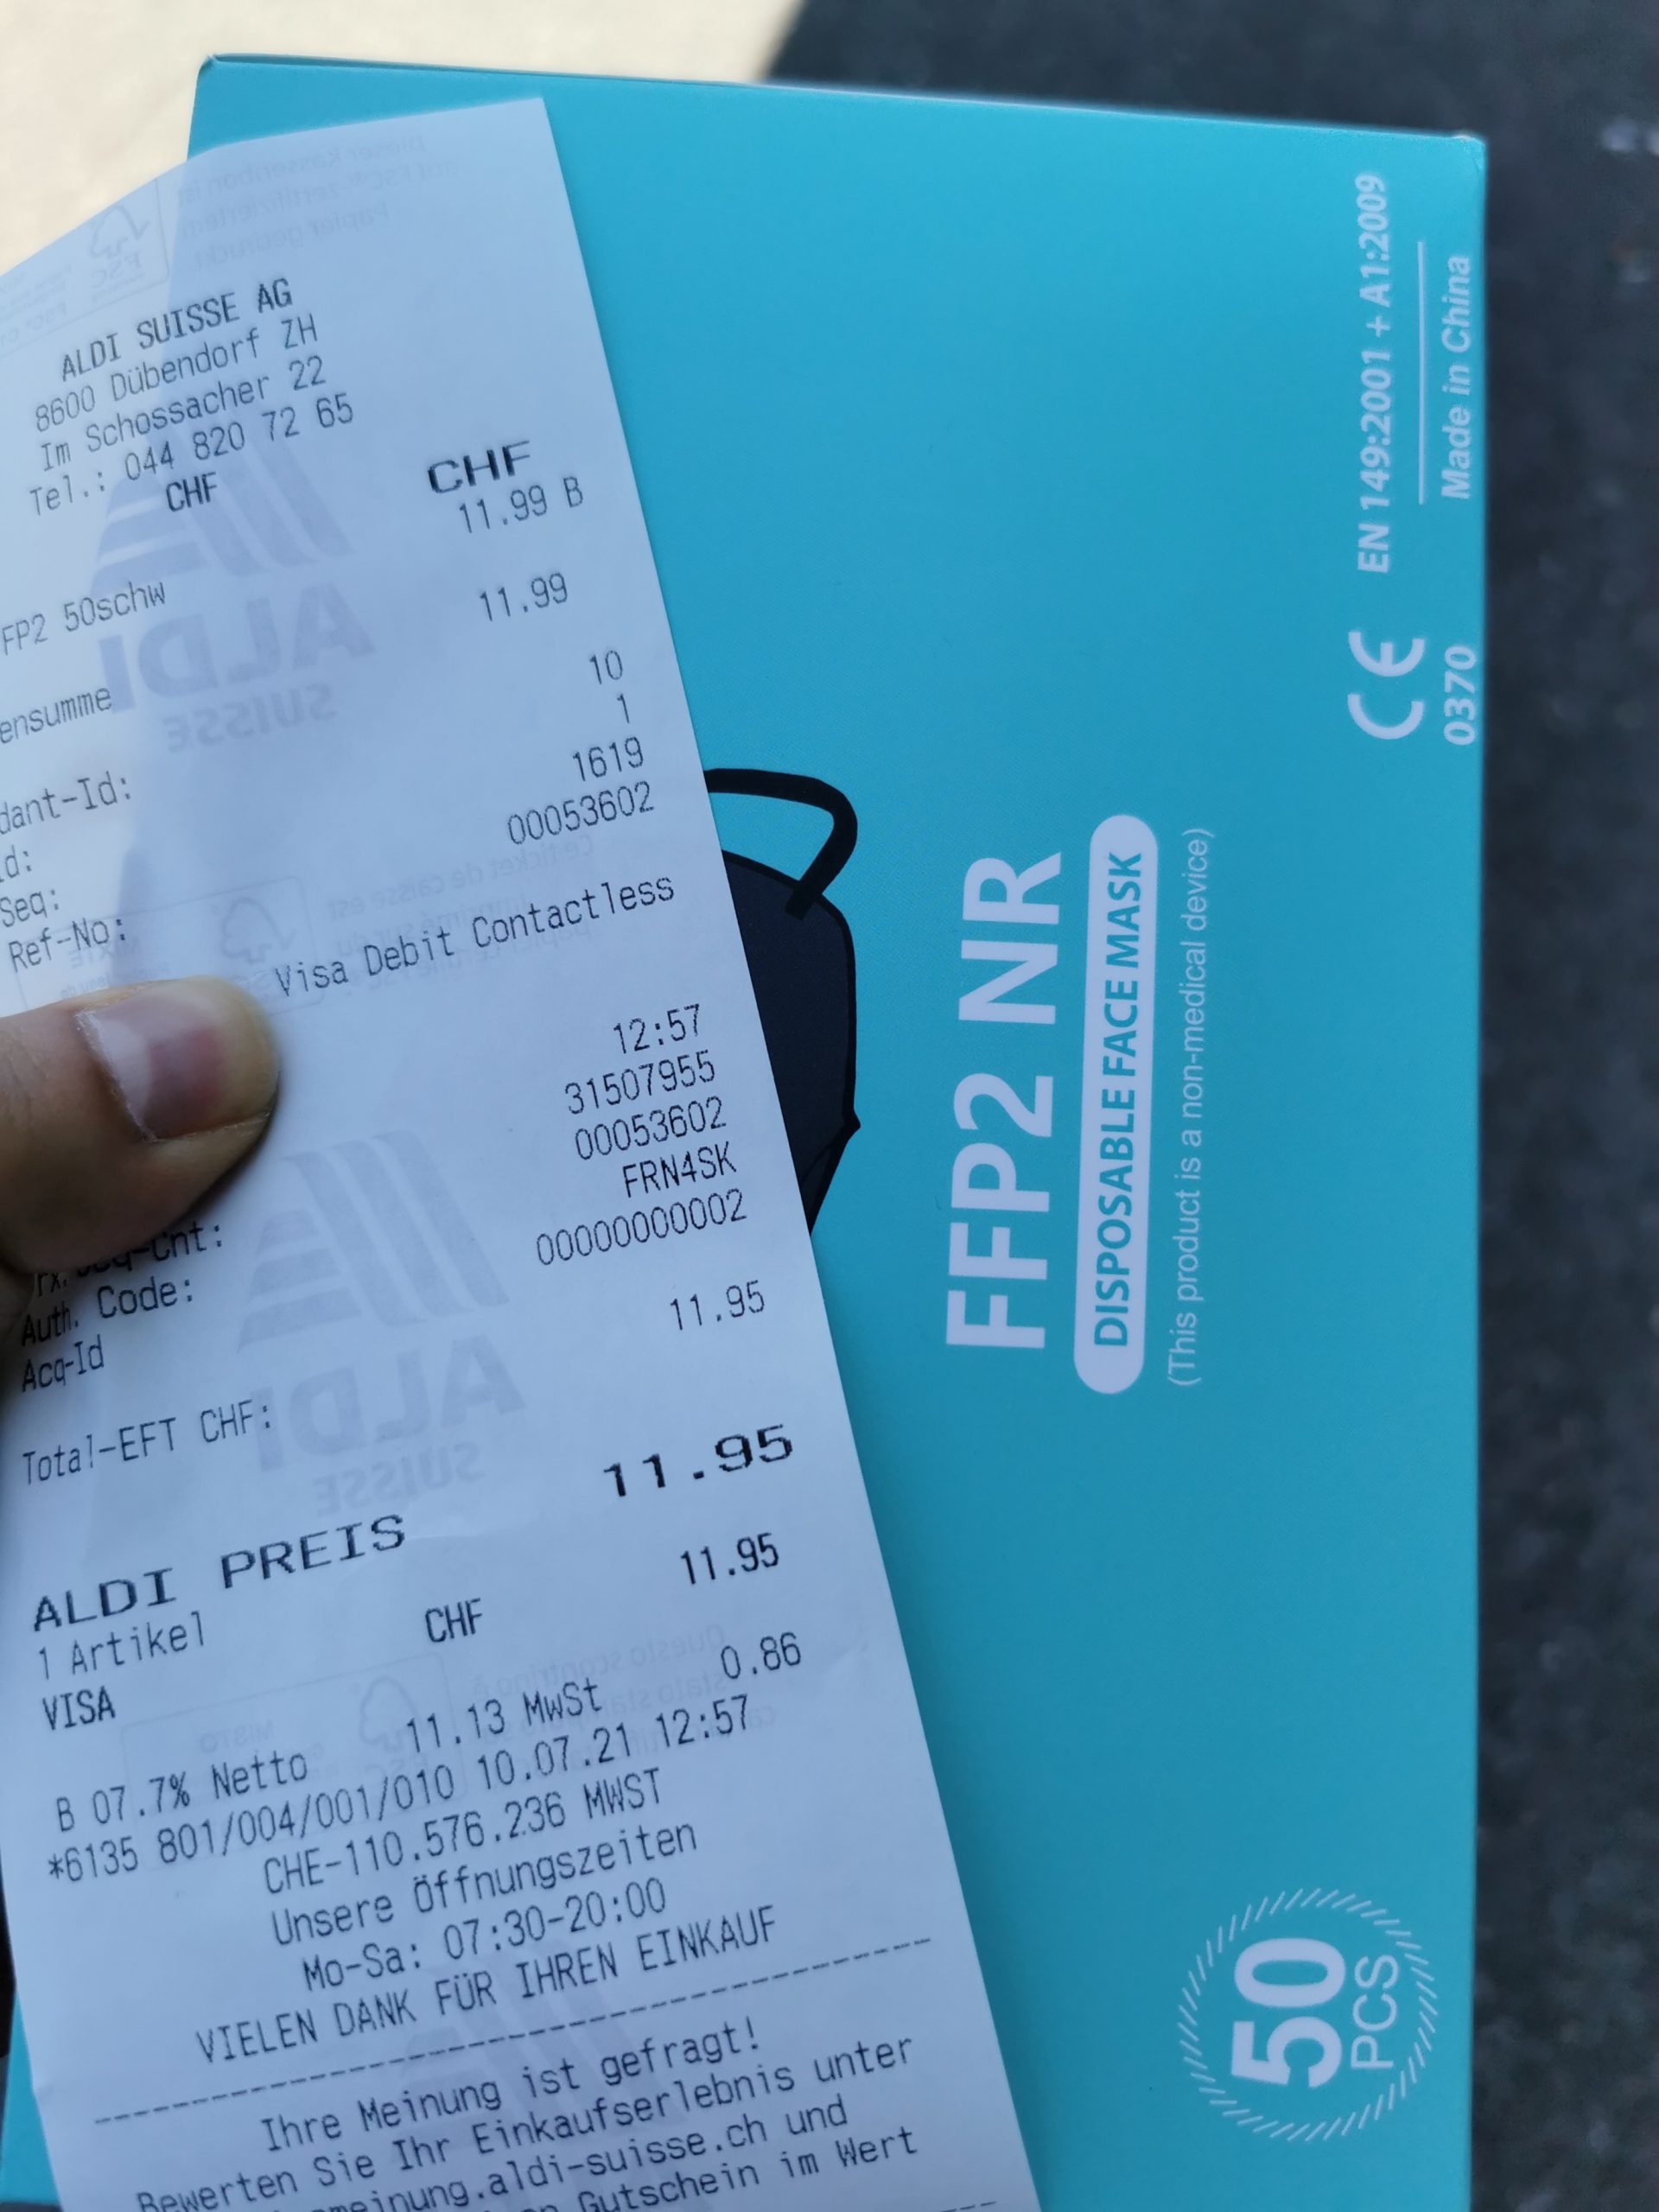 ALDI SUISSE AG
8600 Dübendorf ZH
Im Schossacher 22
Tel.: 044 820 72 65
CHF CHF
11.99 B
FP2 50schw
11.99
ensumme
10
dant-Id: 1
d: 1619
Seq: 00053602
Ref-No:
Visa Debit Contactless
12:57
31507955
00053602
FRN4SK
00000000002
Auth. Code:
Acq-Id
11.95
Total-EFT CHF:
ALDI PREIS 11.95
1 Artikel
VISA CHF 11.95
B 07.7% Netto 11.13 MwSt 0.86
*6135 801/004/001/010 10.07.21 12:57
CHE-110.576.236 MWST
Unsere Öffnungszeiten
Mo-Sa: 07:30-20:00
VIELEN DANK FÜR IHREN EINKAUF
Ihre Meinung ist gefragt!
Bewerten Sie Ihr Einkaufserlebnis unter
meinung.aldi-suisse.ch und
Gutschein im Wert
FFP2 NR
DISPOSABLE FACE MASK
(This product is a non-medical device)
CE 0370
EN 149:2001 + A1:2009
Made in China
50
PCS